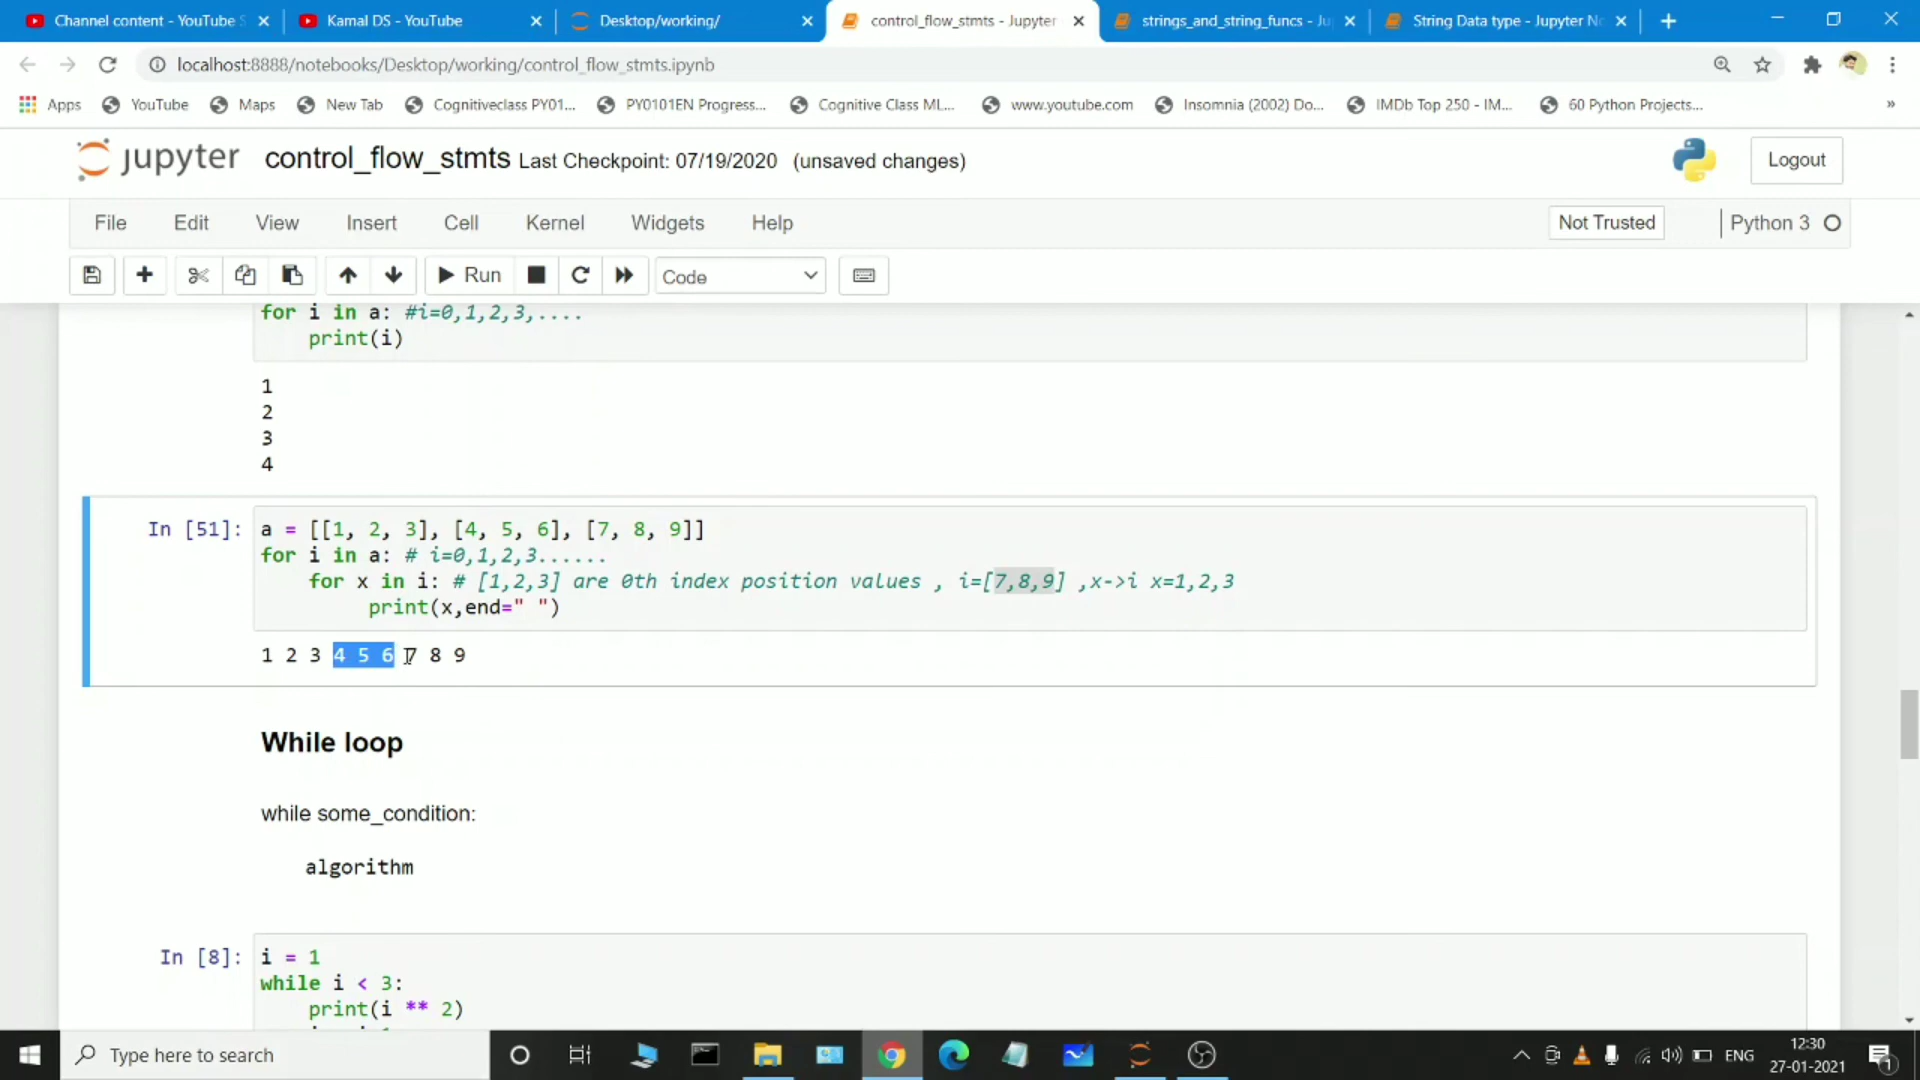 Channel content - YouTube S
Kamal DS - YouTube
Desktop/working/
control_flow_stmts - Jupyter
strings_and_string_funcs - Ju
String Data type - Jupyter No
localhost:8888/notebooks/Desktop/working/control_flow_stmts.ipynb
Apps
YouTube
Maps
New Tab
Cognitiveclass PY01...
PY0101EN Progress...
Cognitive Class ML...
www.youtube.com
Insomnia (2002) Do...
IMDb Top 250 - IM...
60 Python Projects...
»
jupyter control_flow_stmts Last Checkpoint: 07/19/2020 (unsaved changes)
Logout
File Edit View Insert Cell Kernel Widgets Help
Not Trusted
Python 3
Run
Code
for i in a: #i=0,1,2,3,....
print(i)
1
2
3
4
In [51]: a = [[1, 2, 3], [4, 5, 6], [7, 8, 9]]
for i in a: # i=0,1,2,3......
for x in i: # [1,2,3] are 0th index position values , i=[7,8,9] ,x->i x=1,2,3
print(x,end=" ")
1 2 3 4 5 6 7 8 9
While loop
while some_condition:
algorithm
In [8]: i = 1
while i < 3:
print(i ** 2)
Type here to search
ENG
12:30
27-01-2021
1